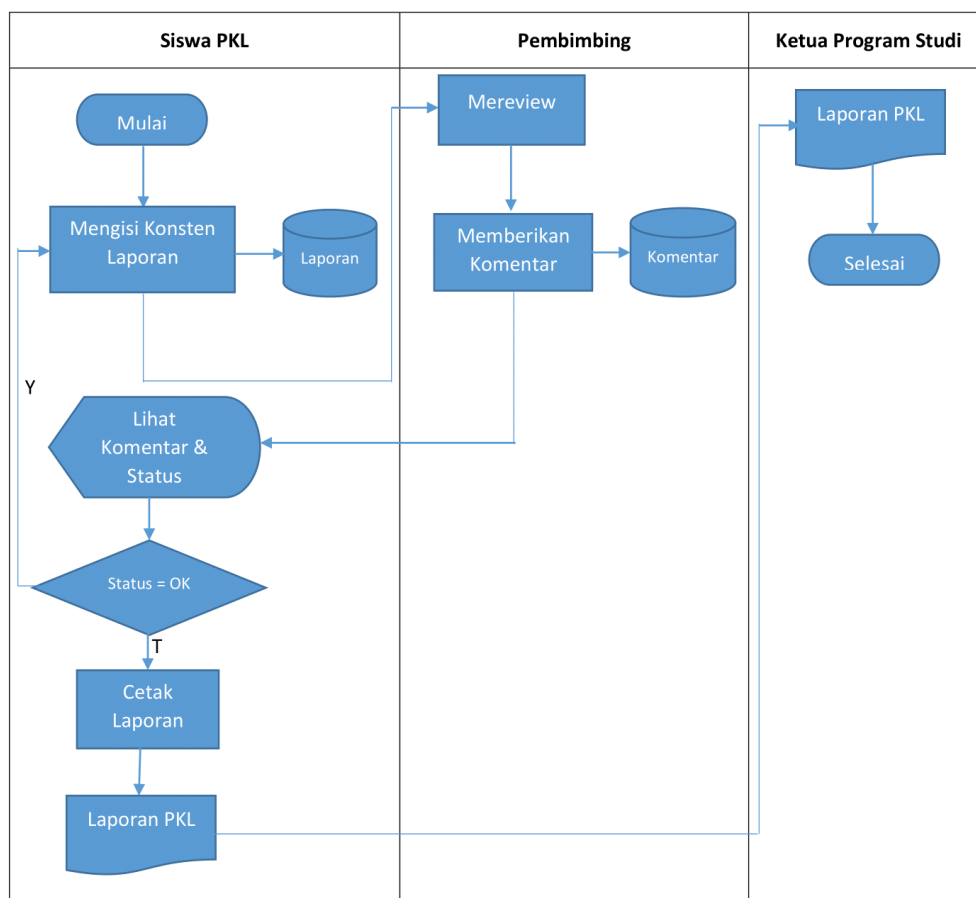 Siswa PKL
Pembimbing
Ketua Program Studi
Mulai
Mereview
Laporan PKL
Mengisi Konsten
Laporan
Laporan
Memberikan
Komentar
Komentar
Selesai
Y
Lihat
Komentar &
Status
Status = OK
T
Cetak
Laporan
Laporan PKL